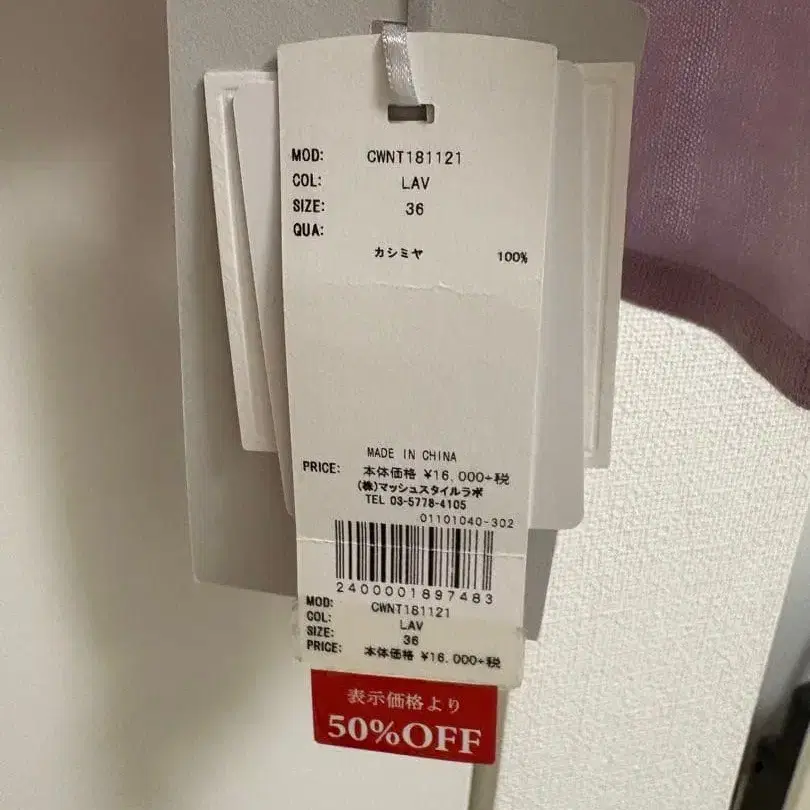 MOD: CWNT181121
COL: LAV
SIZE: 36
QUA:
カシミヤ 100%
MADE IN CHINA
PRICE: 本体価格 ¥16,000+税
(株)マッシュスタイルラボ
TEL 03-5778-4105
01101040-302
2400001897483
MOD: CWNT181121
COL: LAV
SIZE: 36
PRICE: 本体価格 ¥16,000+税
表示価格より
50%OFF